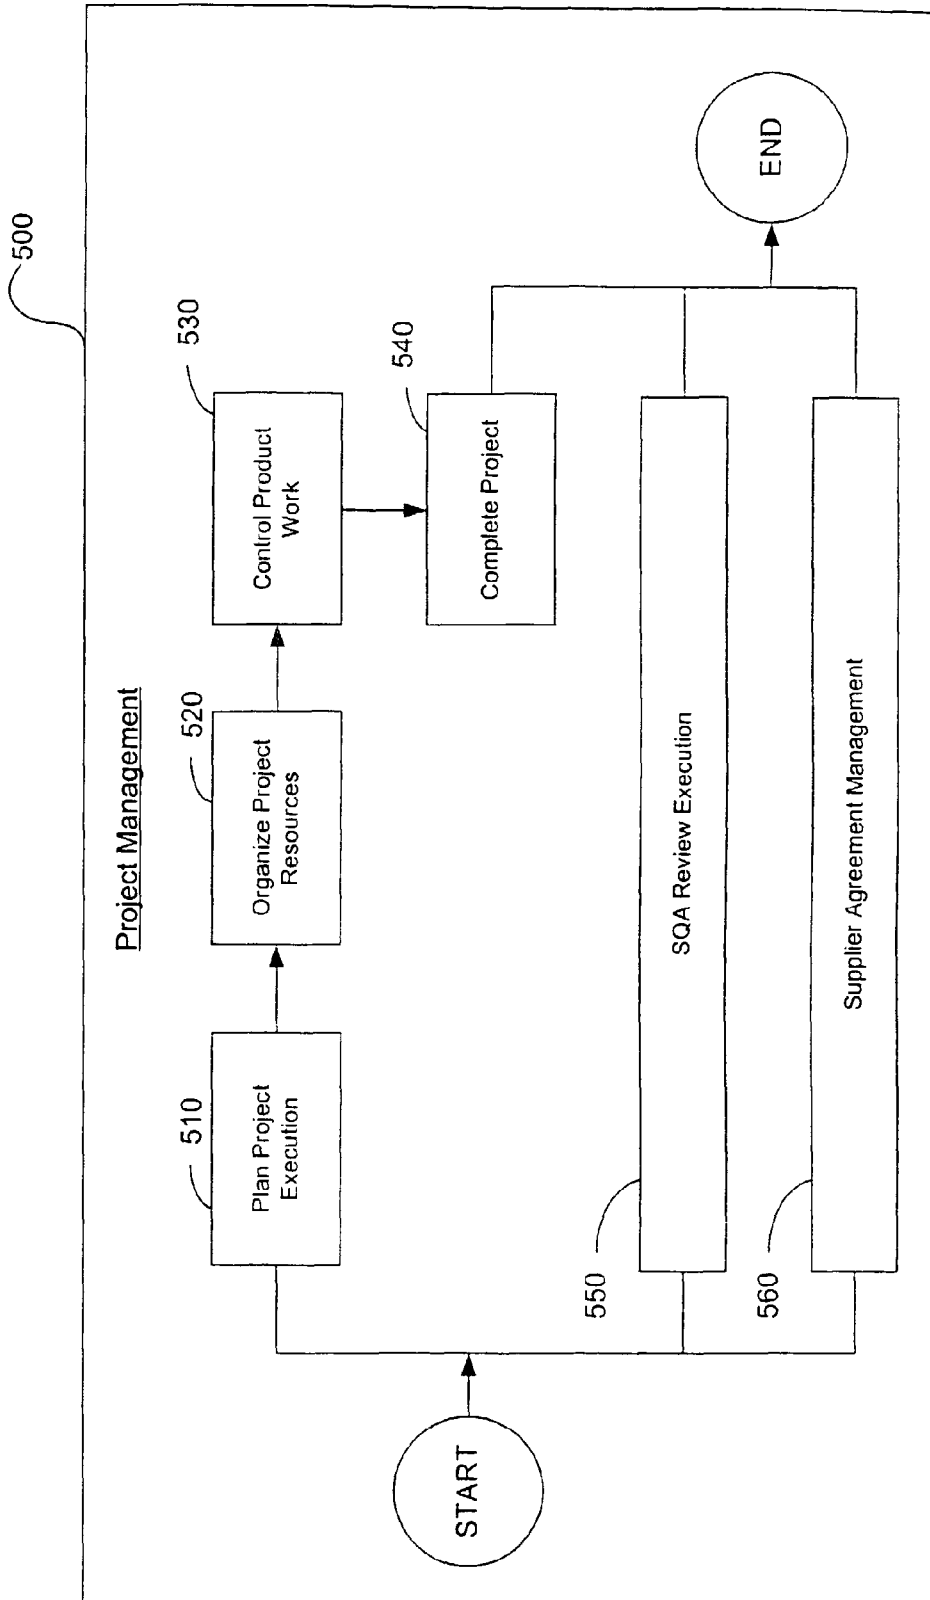 500
Project Management
510
Plan Project
Execution
520
Organize Project
Resources
530
Control Product
Work
540
Complete Project
START
END
550
SQA Review Execution
560
Supplier Agreement Management